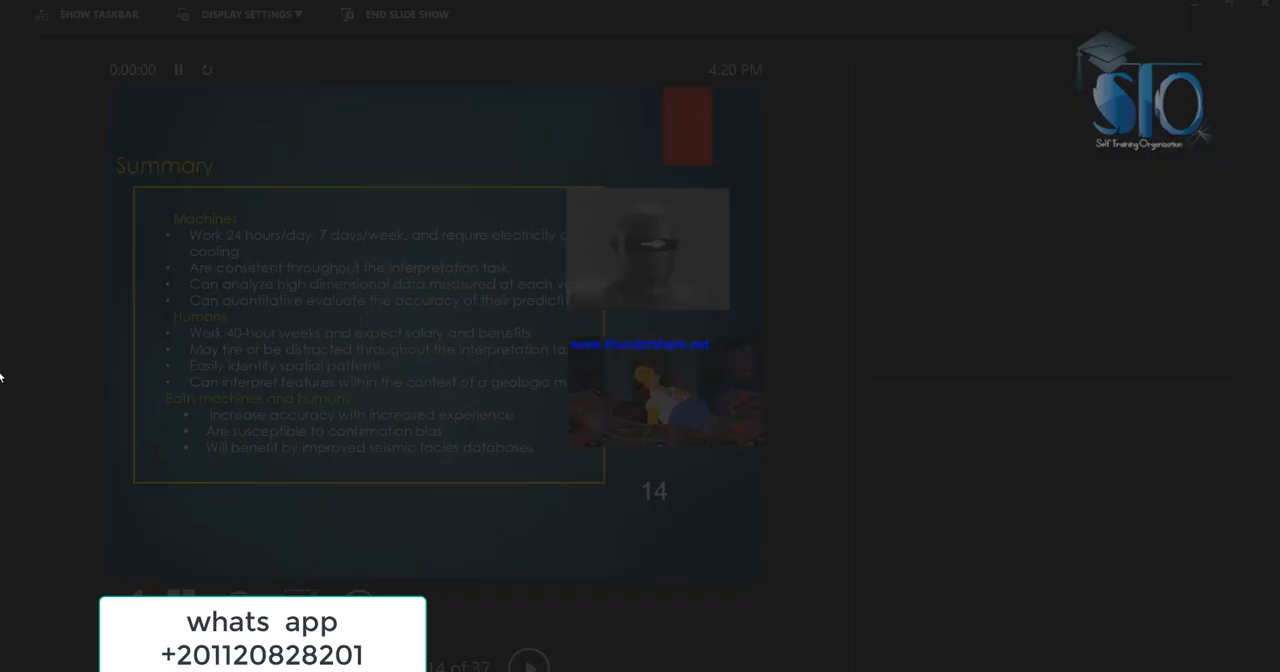 SHOW TASKBAR
DISPLAY SETTINGS ▼
END SLIDE SHOW
STO
Self Training Organization
0:00:00
4:20 PM
Summary
Machines
• Work 24 hours/day, 7 days/week, and require electricity
cooling
• Are consistent throughout the interpretation task
• Can analyze high dimensional data measured at each
• Can quantitative evaluate the accuracy of their predicti
Humans
• Work 40-hour weeks and expect salary and benefits
• May tire or be distracted throughout the interpretation ta
• Easily identify spatial patterns
• Can interpret features within the context of a geologic m
Both machines and humans
• Increase accuracy with increased experience
• Are susceptible to confirmation bias
• Will benefit by improved seismic facies databases
www.thundershare.net
14
14 of 37
whats app
+201120828201